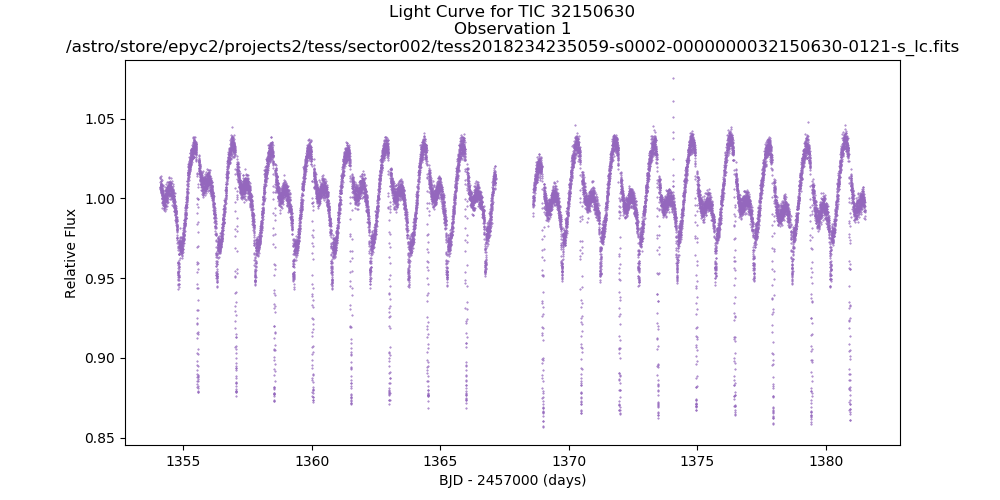 Light Curve for TIC 32150630
Observation 1
/astro/store/epyc2/projects2/tess/sector002/tess2018234235059-s0002-0000000032150630-0121-s_lc.fits
1.05
1.00
0.95
0.90
0.85
Relative Flux
1355 1360 1365 1370 1375 1380
BJD - 2457000 (days)